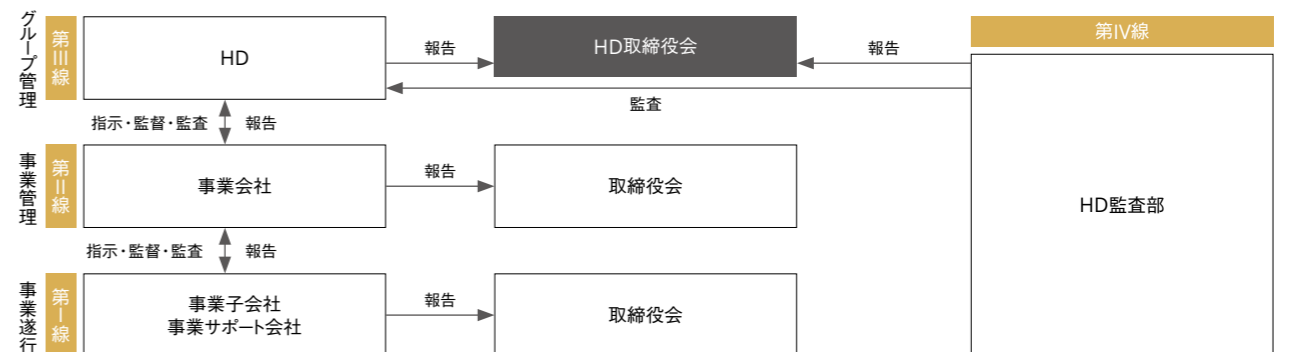 グループ管理
第III線
HD
報告
HD取締役会
報告
第IV線
監査
指示・監督・監査
報告
事業管理
第II線
事業会社
報告
取締役会
HD監査部
指示・監督・監査
報告
事業遂行
第I線
事業子会社
事業サポート会社
報告
取締役会